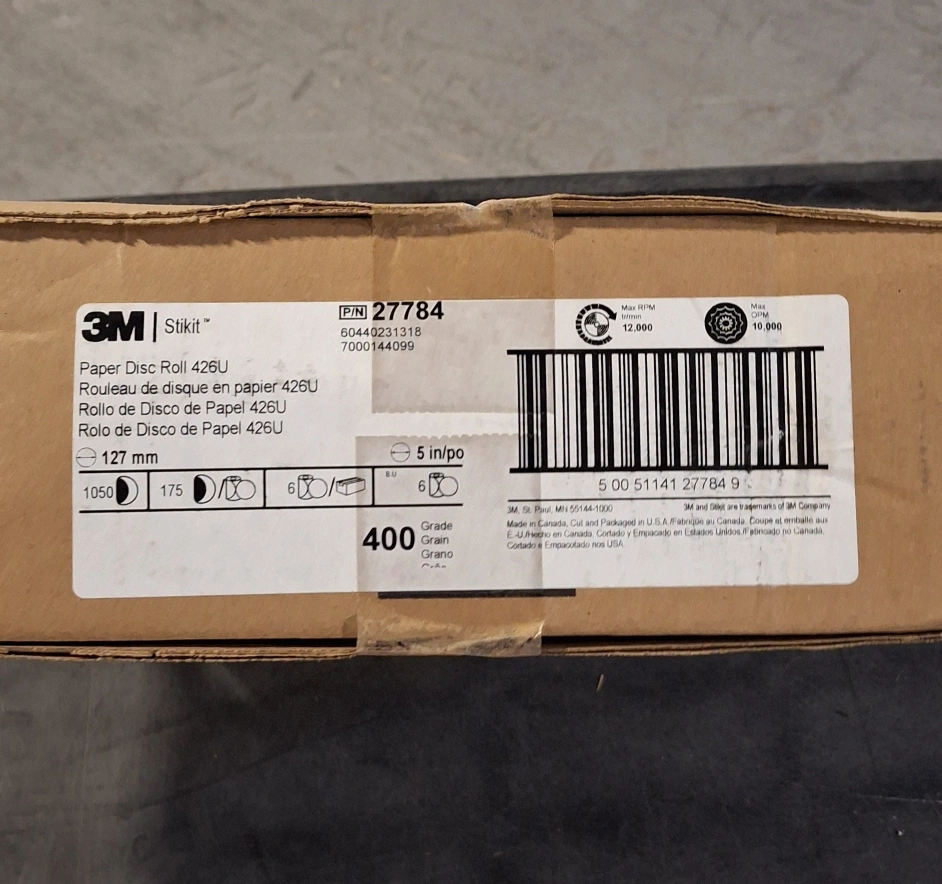 3M | Stikit™
P/N 27784
60440231318
7000144099
Max RPM
tr/min
12,000
Max
OPM
10,000
Paper Disc Roll 426U
Rouleau de disque en papier 426U
Rollo de Disco de Papel 426U
Rolo de Disco de Papel 426U
127 mm
5 in/po
1050
175
/
6
/
B.U
6
400
Grade
Grain
Grano
5 00 51141 27784 9
3M, St. Paul, MN 55144-1000
3M and Stikit are trademarks of 3M Company
Made in Canada, Cut and Packaged in U.S.A./Fabriqué au Canada. Coupé et emballé aux
É.-U./Hecho en Canada, Cortado y Empacado en Estados Unidos./Fabricado no Canada,
Cortado e Empacotado nos USA